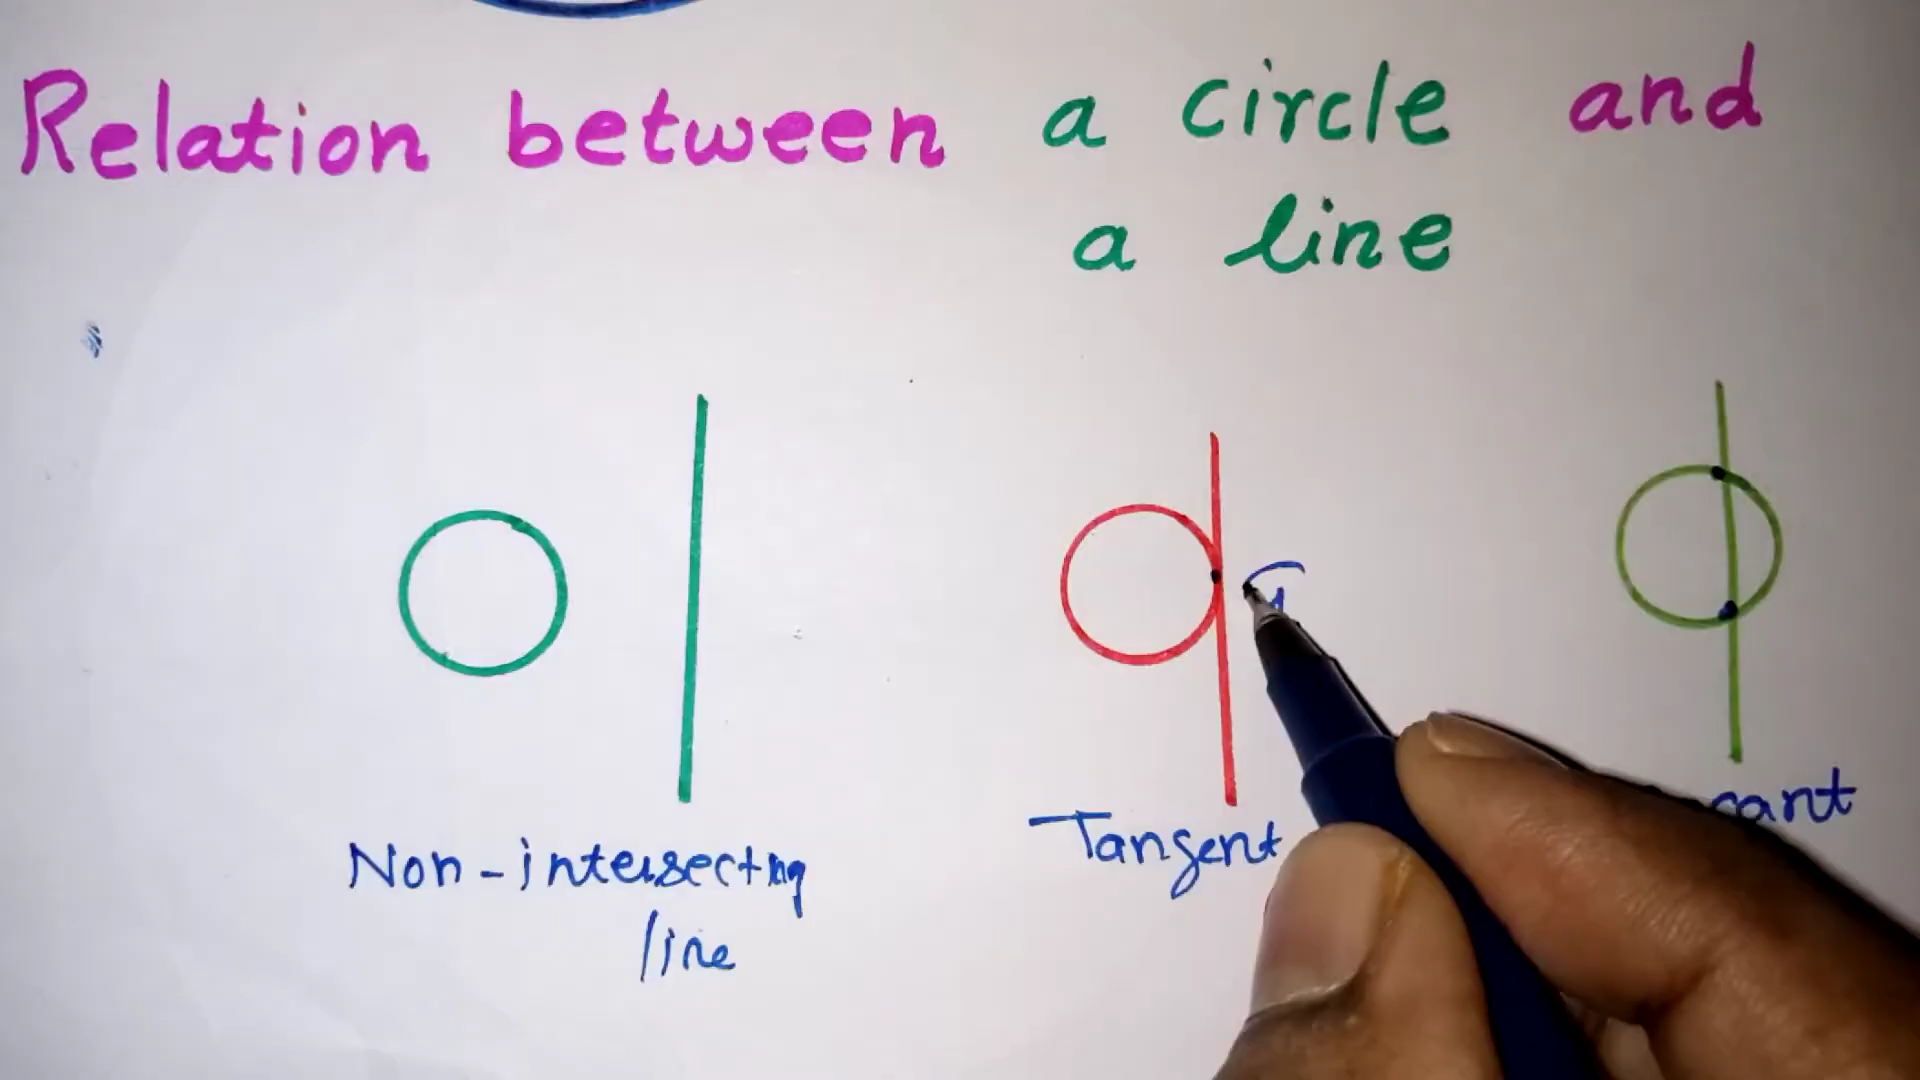 Relation between a circle and
a line
Non-intersecting
line
Tangent